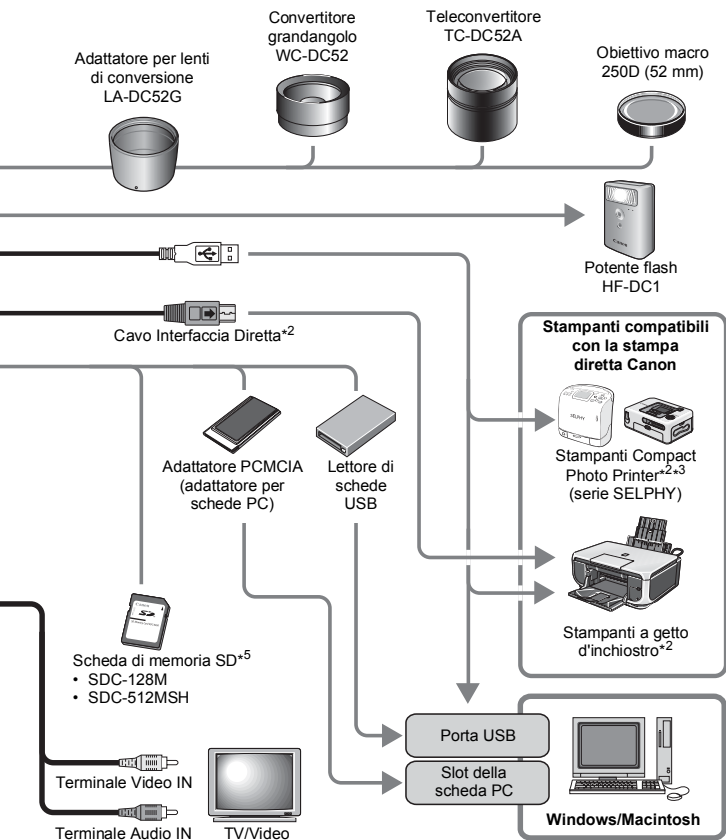 Convertitore
grandangolo
WC-DC52
Teleconvertitore
TC-DC52A
Adattatore per lenti
di conversione
LA-DC52G
Obiettivo macro
250D (52 mm)
Potente flash
HF-DC1
Cavo Interfaccia Diretta*2
Stampanti compatibili
con la stampa
diretta Canon
SELPHY
Stampanti Compact
Photo Printer*2*3
(serie SELPHY)
Adattatore PCMCIA
(adattatore per
schede PC)
Lettore di
schede
USB
Stampanti a getto
d'inchiostro*2
Canon
Scheda di memoria SD*5
• SDC-128M
• SDC-512MSH
Porta USB
Slot della
scheda PC
Windows/Macintosh
Terminale Video IN
Terminale Audio IN
TV/Video